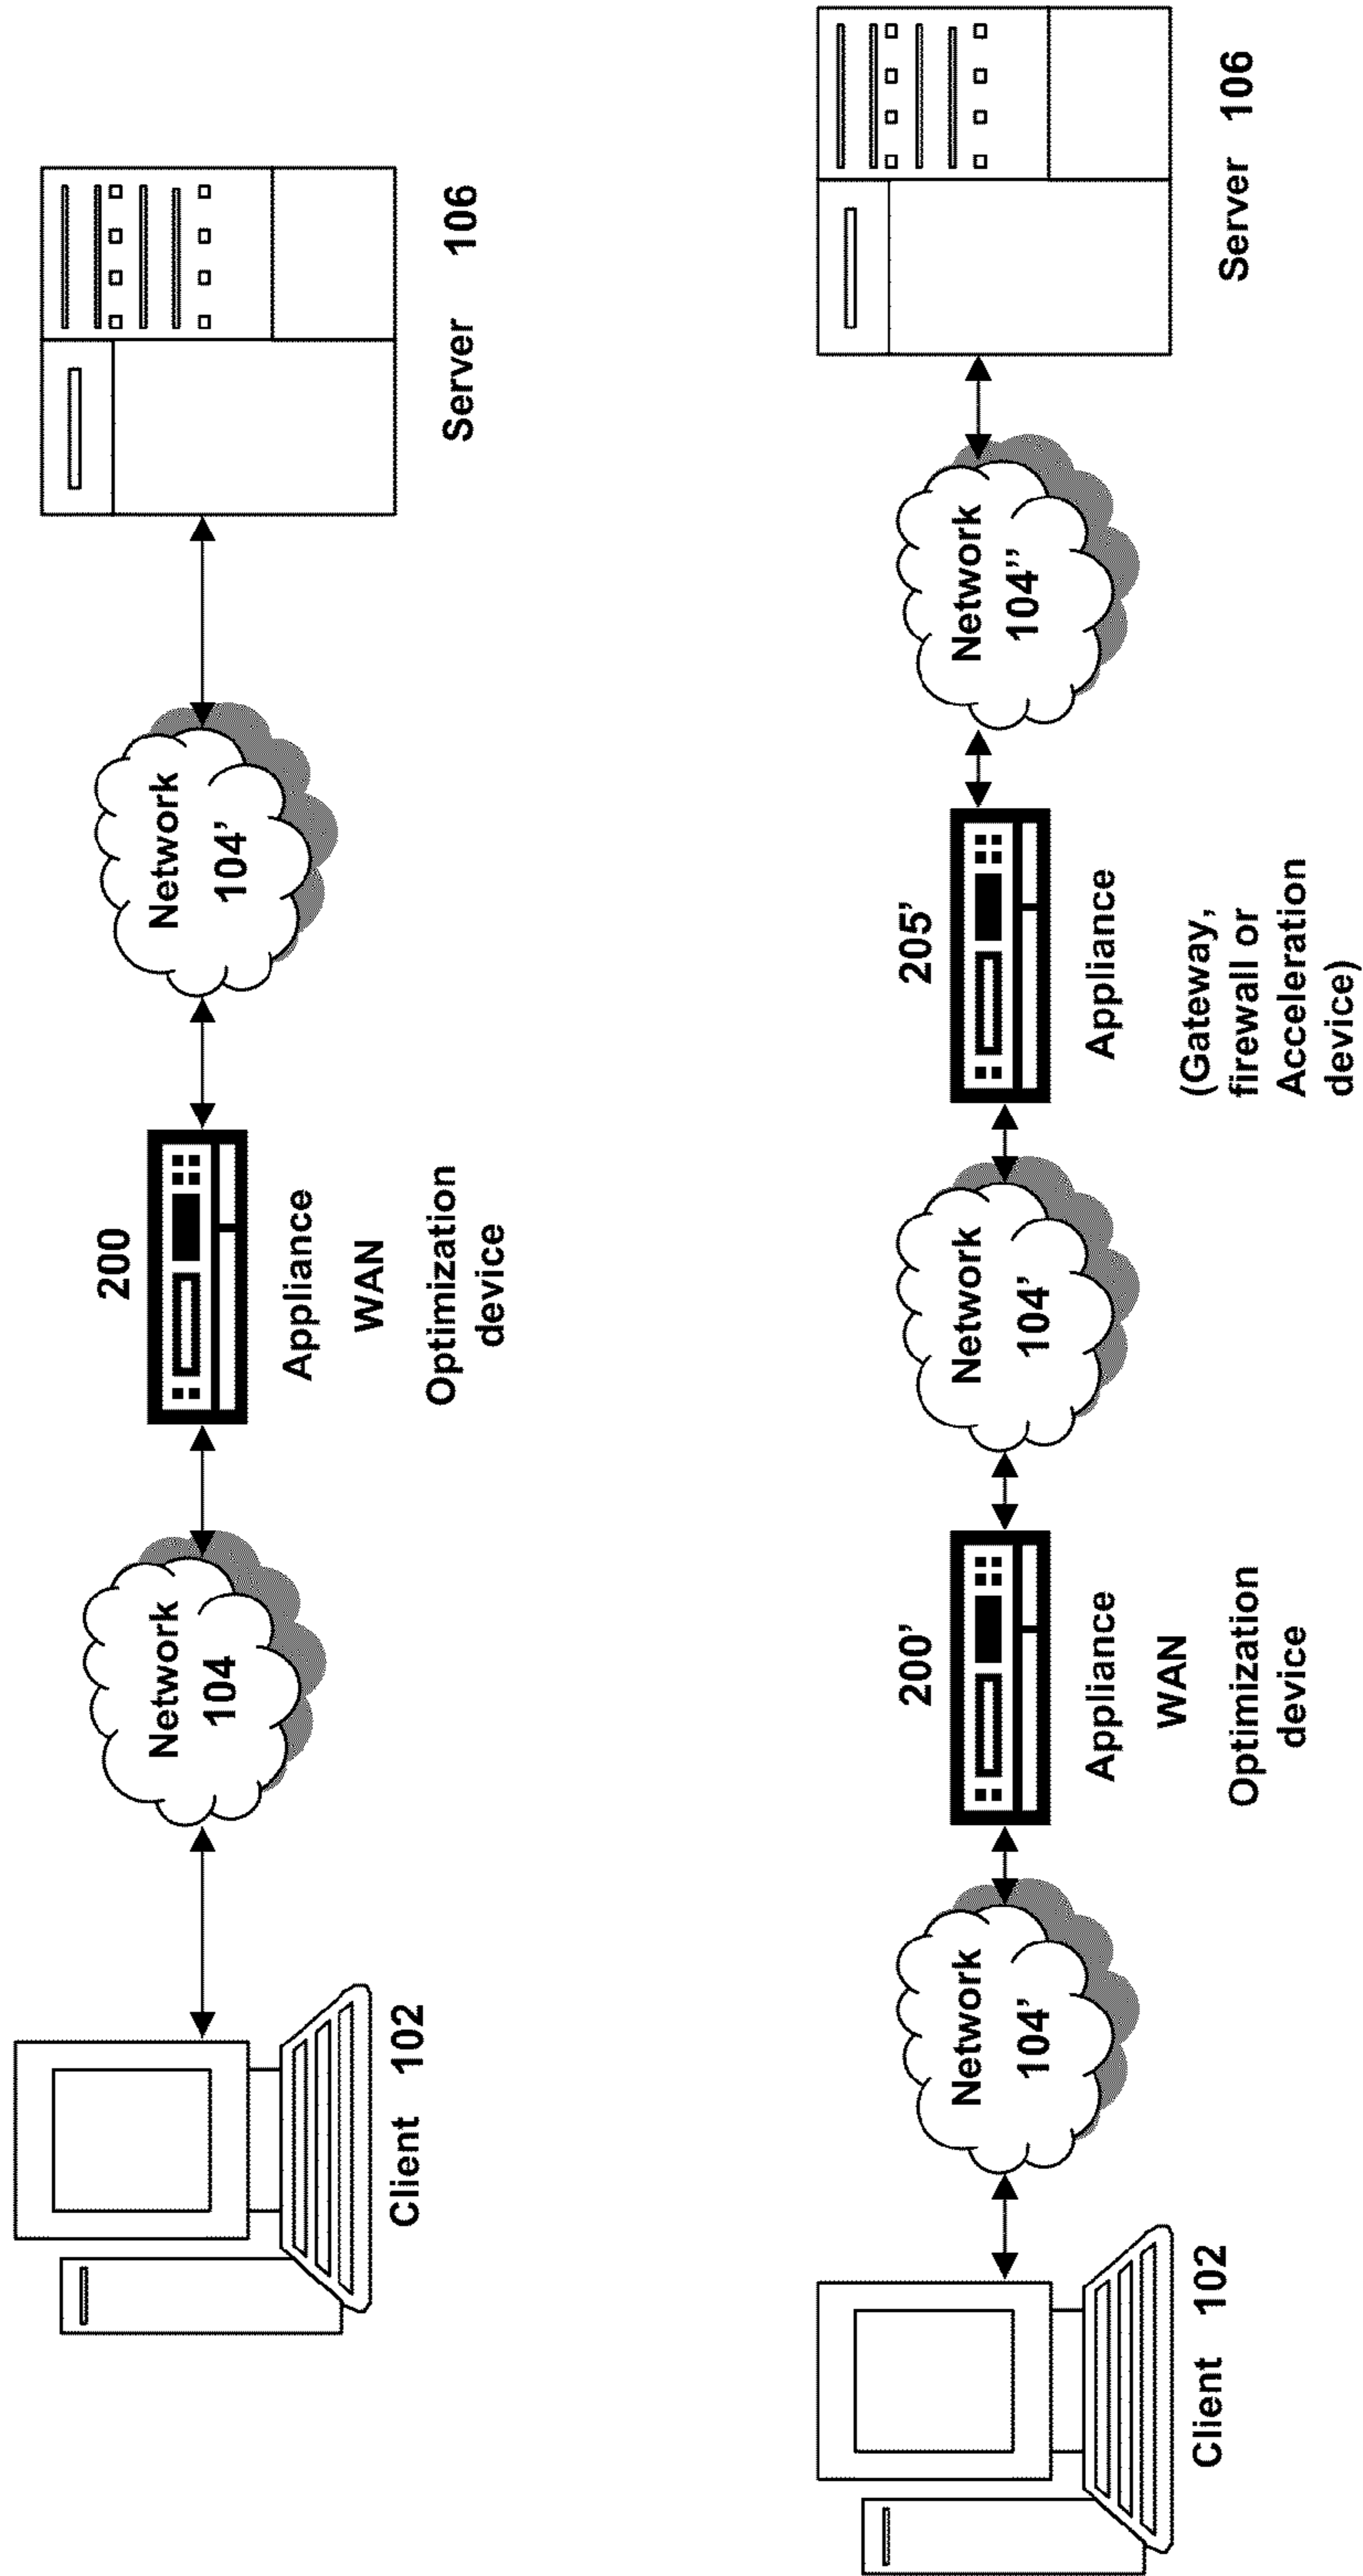 Client 102
Network
104
200
Appliance
WAN
Optimization
device
Network
104'
Server 106
Client 102
Network
104'
200'
Appliance
WAN
Optimization
device
Network
104'
205'
Appliance
(Gateway,
firewall or
Acceleration
device)
Network
104''
Server 106